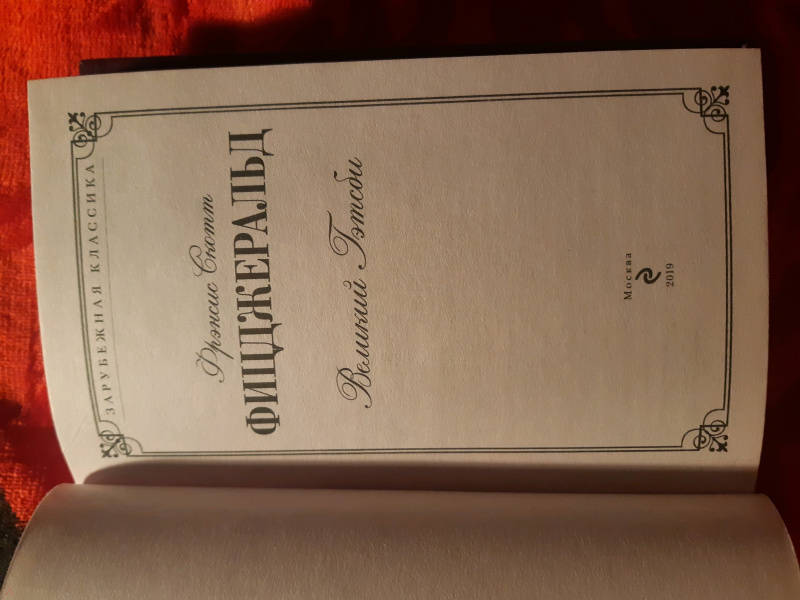 ЗАРУБЕЖНАЯ КЛАССИКА
Фрэнсис Скотт
ФИЦДЖЕРАЛЬД
Великий Гэтсби
Москва
2019